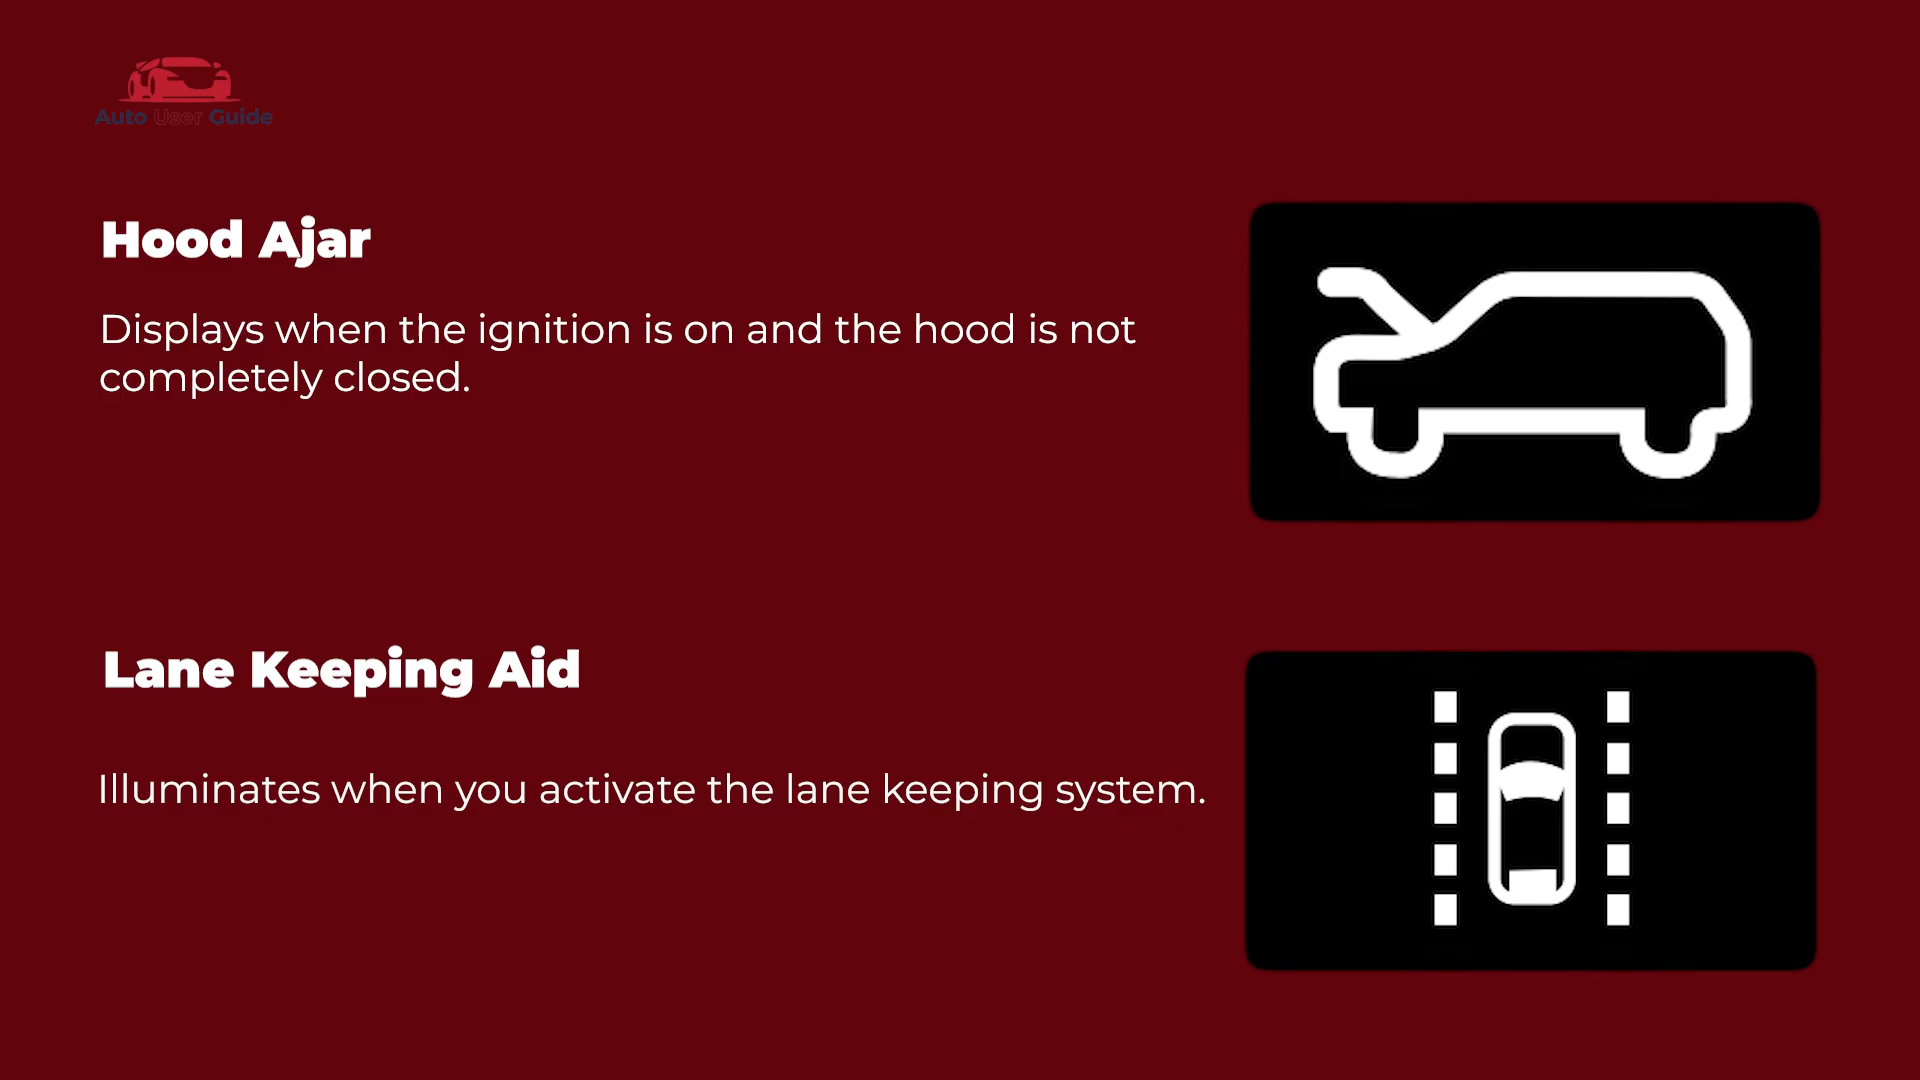 Auto User Guide
Hood Ajar
Displays when the ignition is on and the hood is not
completely closed.
Lane Keeping Aid
Illuminates when you activate the lane keeping system.